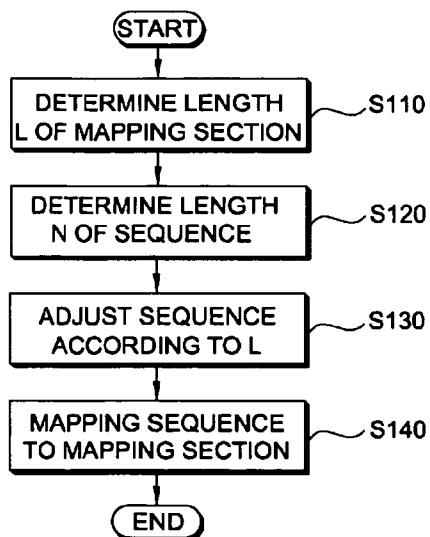 START
DETERMINE LENGTH
L OF MAPPING SECTION
S110
DETERMINE LENGTH
N OF SEQUENCE
S120
ADJUST SEQUENCE
ACCORDING TO L
S130
MAPPING SEQUENCE
TO MAPPING SECTION
S140
END